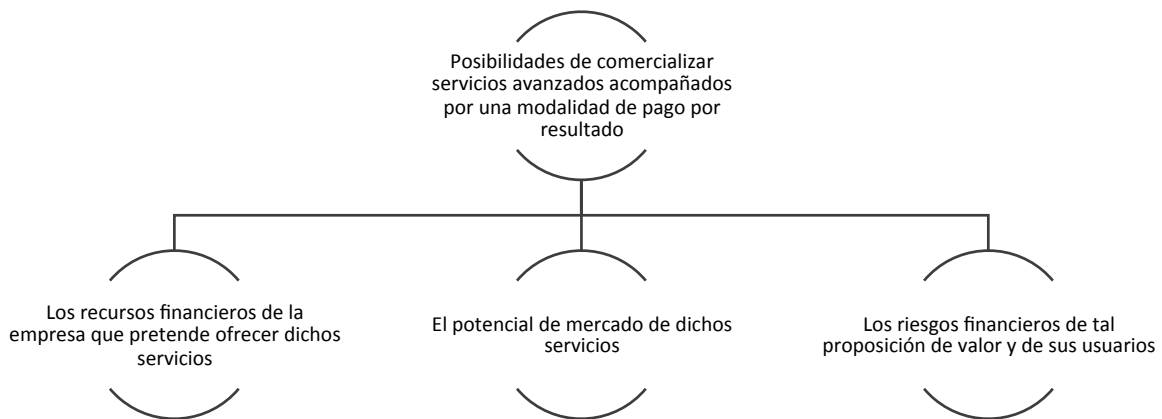 Posibilidades de comercializar
servicios avanzados acompañados
por una modalidad de pago por
resultado
Los recursos financieros de la
empresa que pretende ofrecer dichos
servicios
El potencial de mercado de dichos
servicios
Los riesgos financieros de tal
proposición de valor y de sus usuarios